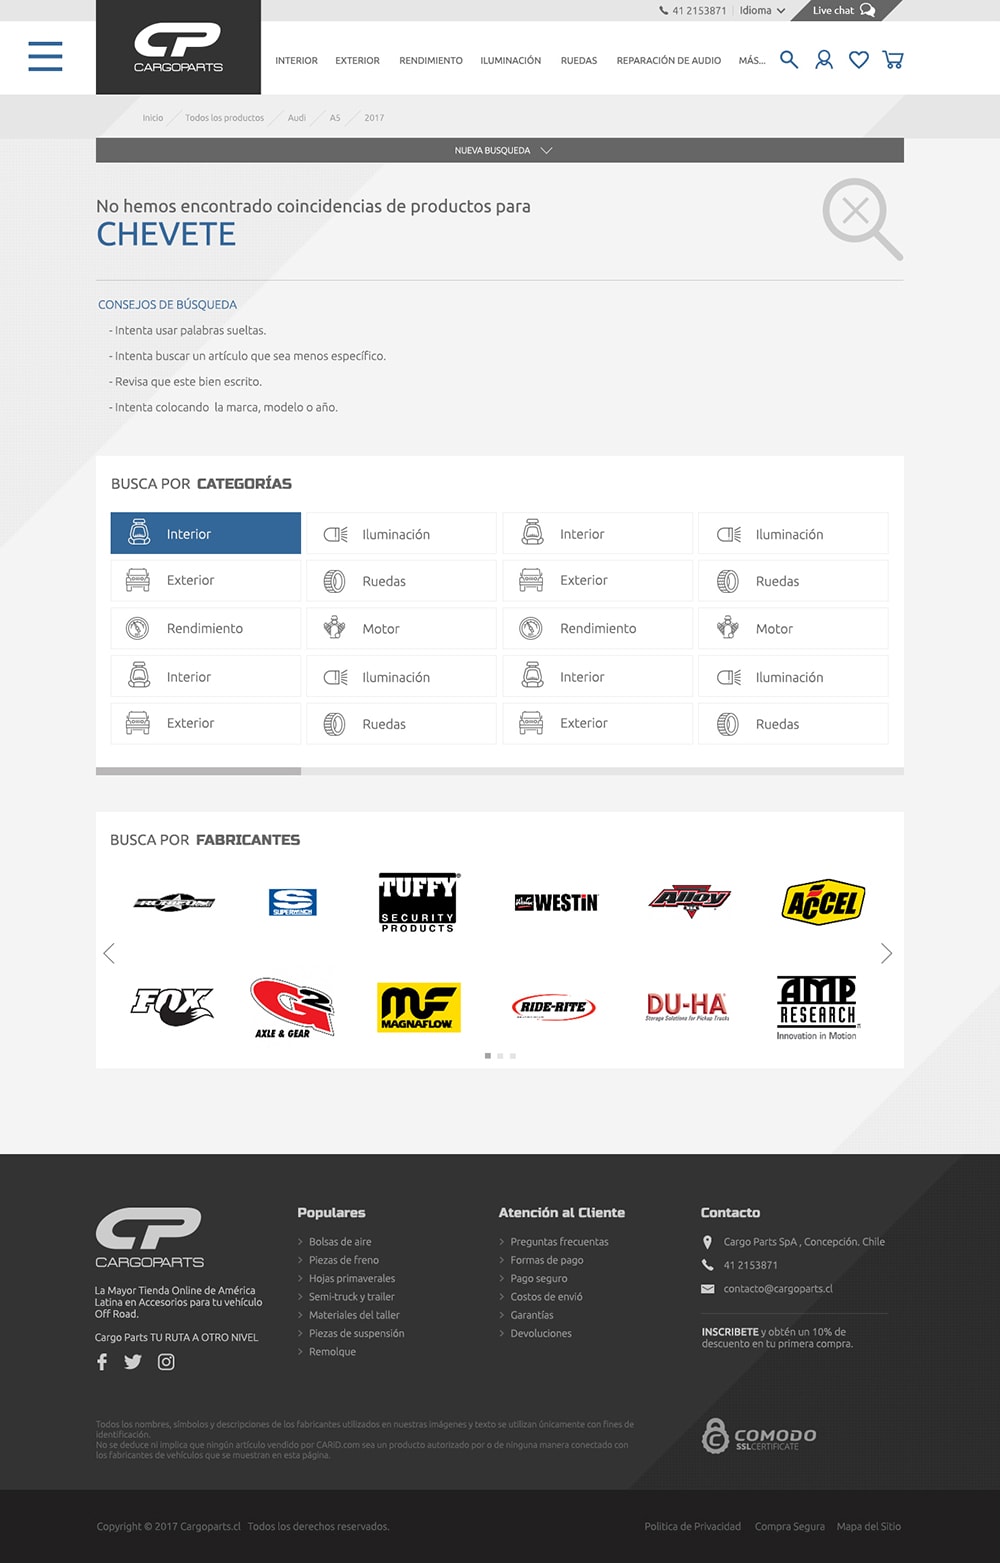 41 2153871 Idioma Live chat
CP
CARGOPARTS
INTERIOR EXTERIOR RENDIMIENTO ILUMINACIÓN RUEDAS REPARACIÓN DE AUDIO MÁS...
Inicio Todos los productos Audi A5 2017
NUEVA BUSQUEDA
No hemos encontrado coincidencias de productos para
CHEVETE
CONSEJOS DE BÚSQUEDA
- Intenta usar palabras sueltas.
- Intenta buscar un artículo que sea menos específico.
- Revisa que este bien escrito.
- Intenta colocando la marca, modelo o año.
BUSCA POR CATEGORÍAS
Interior Iluminación Interior Iluminación
Exterior Ruedas Exterior Ruedas
Rendimiento Motor Rendimiento Motor
Interior Iluminación Interior Iluminación
Exterior Ruedas Exterior Ruedas
BUSCA POR FABRICANTES
S SUPERWINCH
TUFFY
SECURITY
PRODUCTS
WESTiN
Alloy
ACCEL
FOX
G2
AXLE & GEAR
MF
MAGNAFLOW
RIDE-RITE
DU-HA
Storage Solutions for Pickup Trucks
AMP
RESEARCH
Innovation in Motion
CP
CARGOPARTS
La Mayor Tienda Online de América
Latina en Accesorios para tu vehículo
Off Road.
Cargo Parts TU RUTA A OTRO NIVEL
Populares
Bolsas de aire
Piezas de freno
Hojas primaverales
Semi-truck y trailer
Materiales del taller
Piezas de suspensión
Remolque
Atención al Cliente
Preguntas frecuentas
Formas de pago
Pago seguro
Costos de envió
Garantías
Devoluciones
Contacto
Cargo Parts SpA , Concepción. Chile
41 2153871
contacto@cargoparts.cl
INSCRIBETE y obtén un 10% de
descuento en tu primera compra.
Todos los nombres, símbolos y descripciones de los fabricantes utilizados en nuestras imágenes y texto se utilizan únicamente con fines de
identificación.
No se deduce ni implica que ningún artículo vendido por CARiD.com sea un producto autorizado por o de ninguna manera conectado con
los fabricantes de vehículos que se muestran en esta página.
COMODO
SSLCERTIFICATE
Copyright © 2017 Cargoparts.cl Todos los derechos reservados.
Politica de Privacidad Compra Segura Mapa del Sitio